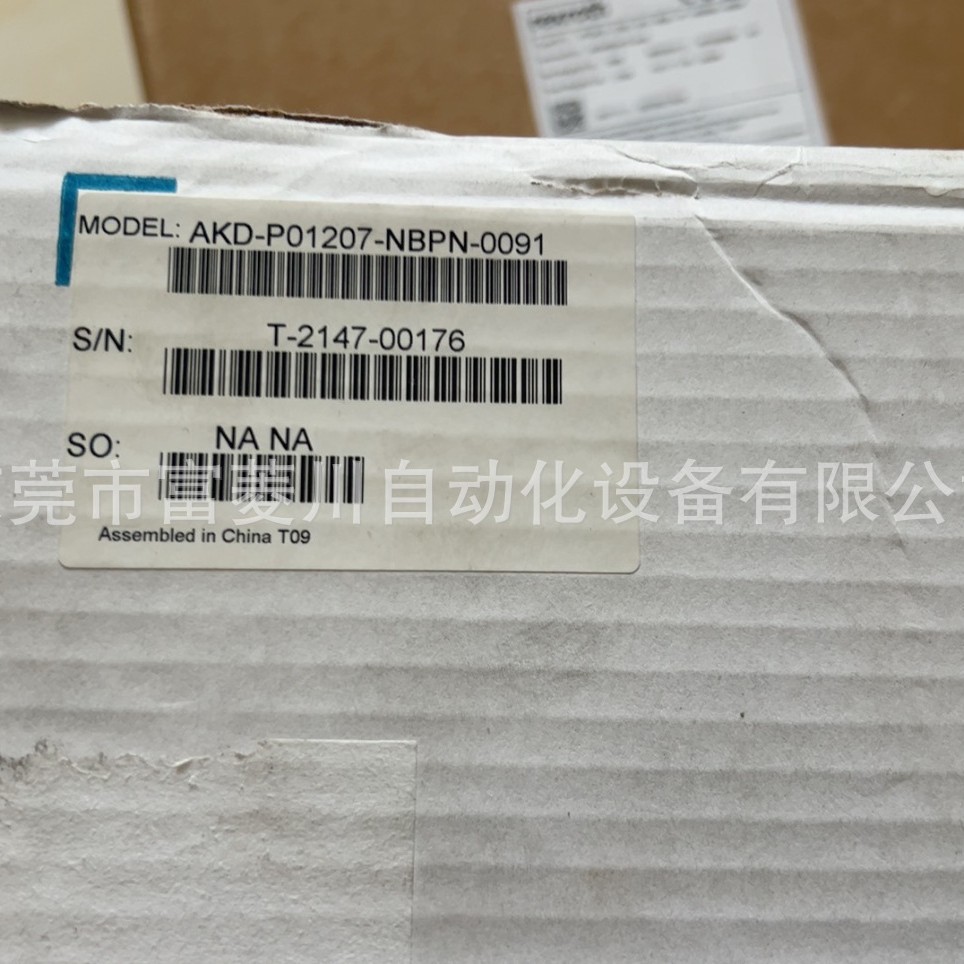 MODEL: AKD-P01207-NBPN-0091
S/N: T-2147-00176
SO: NA NA
莞市富菱川自动化设备有限公
Assembled in China T09